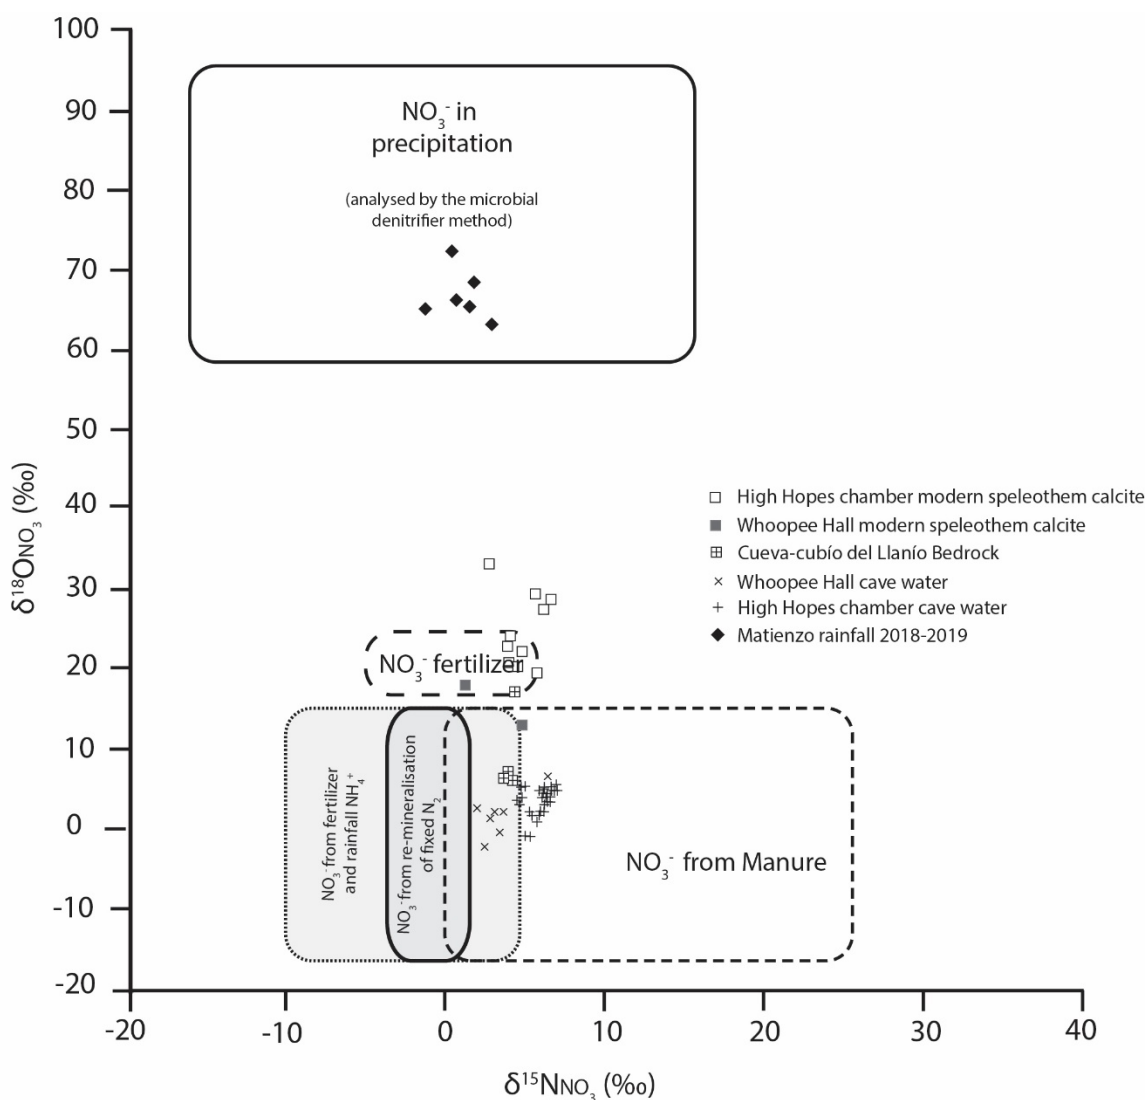 100
90
80
70
60
50
40
30
20
10
0
-10
-20
-20
-10
0
10
20
30
40
δ¹⁸ONO₃ (‰)
δ¹⁵NNO₃ (‰)
NO₃⁻ in
precipitation
(analysed by the microbial
denitrifier method)
High Hopes chamber modern speleothem calcite
Whoopee Hall modern speleothem calcite
Cueva-cubío del Llanío Bedrock
Whoopee Hall cave water
High Hopes chamber cave water
Matienzo rainfall 2018-2019
NO₃⁻ fertilizer
NO₃⁻ from fertilizer
and rainfall NH₄⁺
NO₃⁻ from re-mineralisation
of fixed N₂
NO₃⁻ from Manure